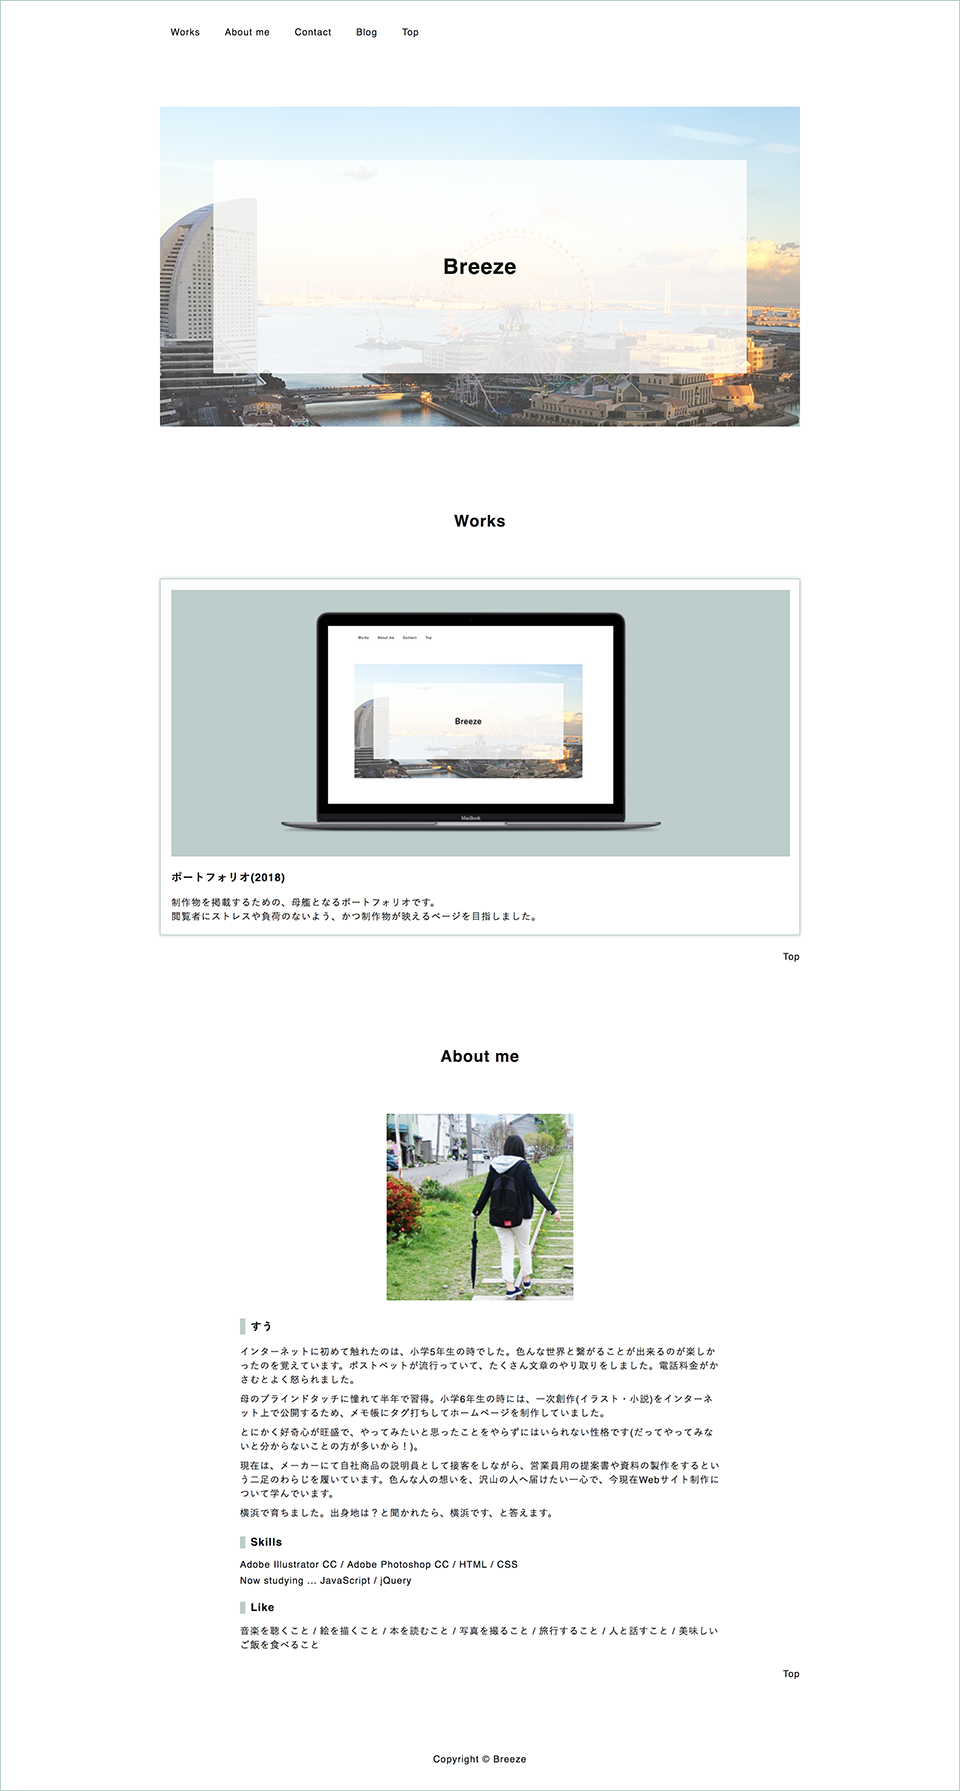 Works About me Contact Blog Top
Breeze
Works
Works About me Contact Top
Breeze
MacBook
ポートフォリオ(2018)
制作物を掲載するための、母艦となるポートフォリオです。
閲覧者にストレスや負荷のないよう、かつ制作物が映えるページを目指しました。
Top
About me
すう
インターネットに初めて触れたのは、小学5年生の時でした。色んな世界と繋がることが出来るのが楽しか
ったのを覚えています。ポストペットが流行っていて、たくさん文章のやり取りをしました。電話料金がか
さむとよく怒られました。
母のブラインドタッチに憧れて半年で習得。小学6年生の時には、一次創作(イラスト・小説)をインターネ
ット上で公開するため、メモ帳にタグ打ちしてホームページを制作していました。
とにかく好奇心が旺盛で、やってみたいと思ったことをやらずにはいられない性格です(だってやってみな
いと分からないことの方が多いから！)。
現在は、メーカーにて自社商品の説明員として接客をしながら、営業員用の提案書や資料の製作をするとい
う二足のわらじを履いています。色んな人の想いを、沢山の人へ届けたい一心で、今現在Webサイト制作に
ついて学んでいます。
横浜で育ちました。出身地は？と聞かれたら、横浜です、と答えます。
Skills
Adobe Illustrator CC / Adobe Photoshop CC / HTML / CSS
Now studying ... JavaScript / jQuery
Like
音楽を聴くこと / 絵を描くこと / 本を読むこと / 写真を撮ること / 旅行すること / 人と話すこと / 美味しい
ご飯を食べること
Top
Copyright © Breeze